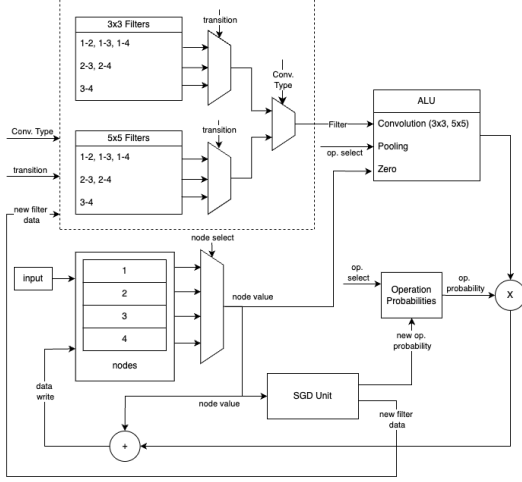 3x3 Filters
1-2, 1-3, 1-4
2-3, 2-4
3-4
transition
Conv.
Type
5x5 Filters
1-2, 1-3, 1-4
2-3, 2-4
3-4
transition
Conv. Type
transition
new filter
data
Filter
op. select
ALU
Convolution (3x3, 5x5)
Pooling
Zero
input
1
2
3
4
nodes
node select
node value
op.
select
Operation
Probabilities
op.
probability
X
new op.
probability
data
write
node value
SGD Unit
new filter
data
+